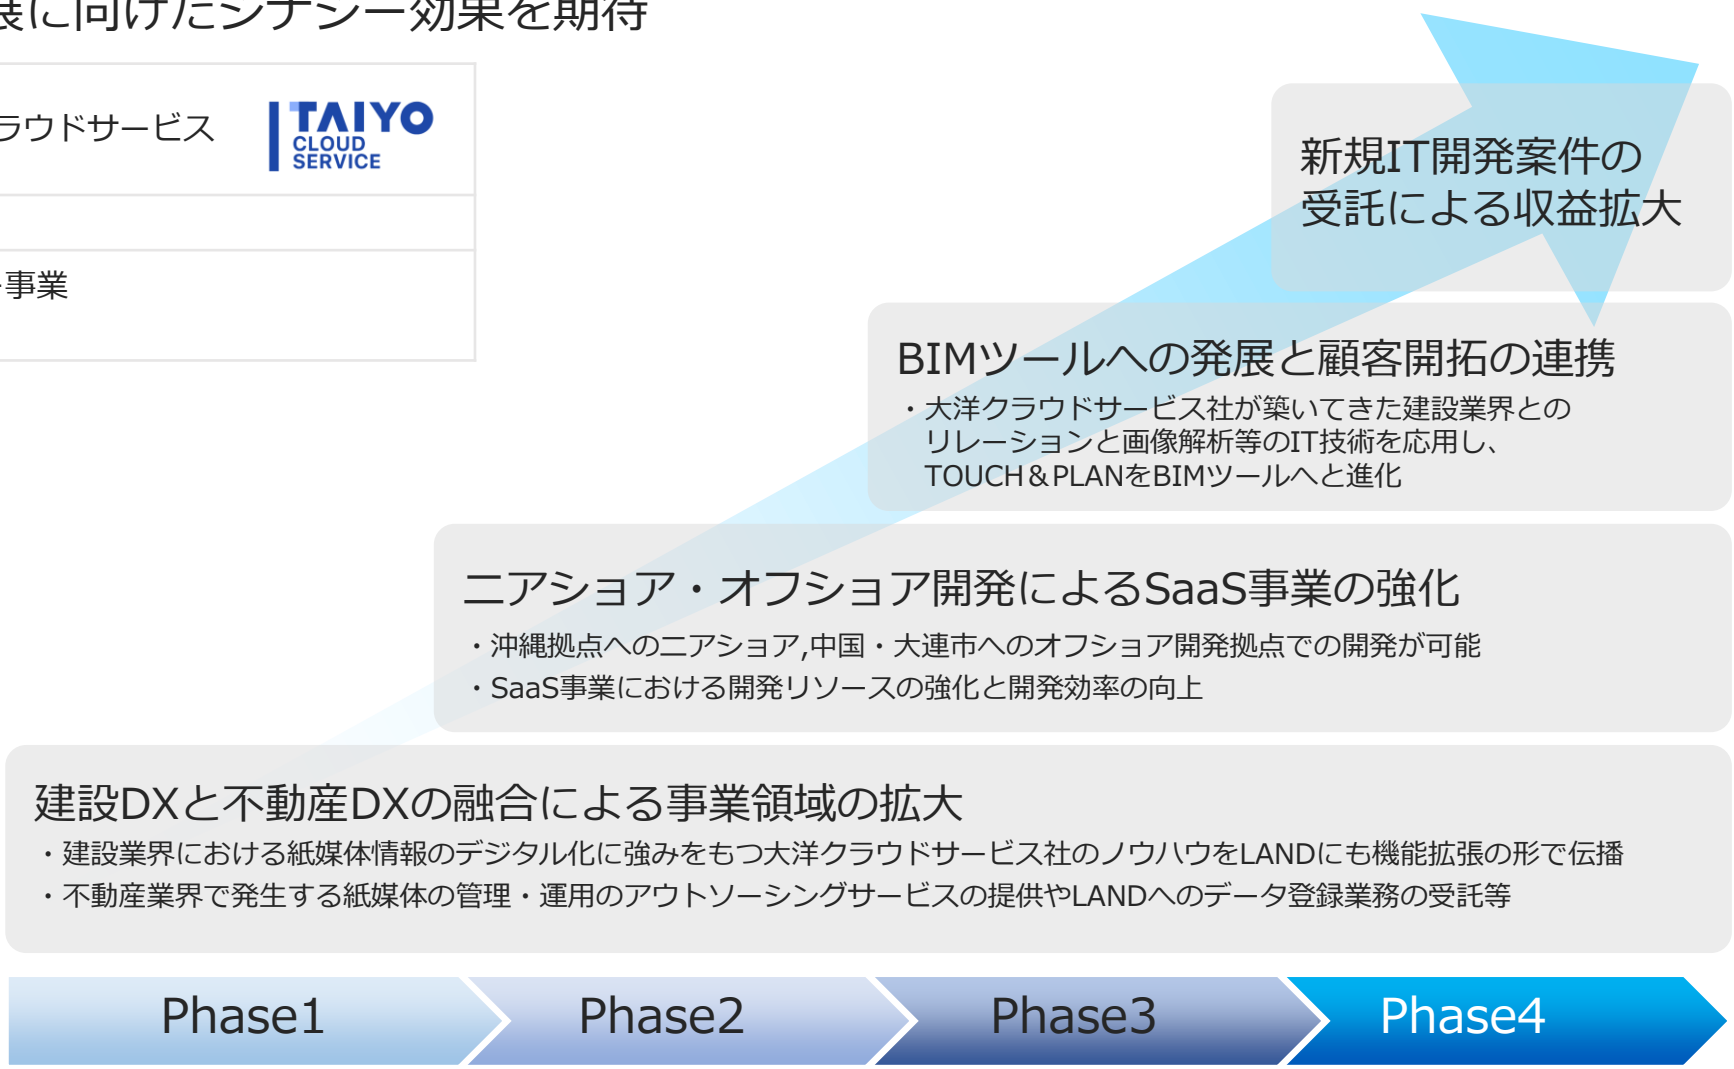 展に向けたシナジー効果を期待
ラウドサービス
TAIYO
CLOUD
SERVICE
事業
新規IT開発案件の
受託による収益拡大
BIMツールへの発展と顧客開拓の連携
・大洋クラウドサービス社が築いてきた建設業界との
リレーションと画像解析等のIT技術を応用し、
TOUCH＆PLANをBIMツールへと進化
ニアショア・オフショア開発によるSaaS事業の強化
・沖縄拠点へのニアショア,中国・大連市へのオフショア開発拠点での開発が可能
・SaaS事業における開発リソースの強化と開発効率の向上
建設DXと不動産DXの融合による事業領域の拡大
・建設業界における紙媒体情報のデジタル化に強みをもつ大洋クラウドサービス社のノウハウをLANDにも機能拡張の形で伝播
・不動産業界で発生する紙媒体の管理・運用のアウトソーシングサービスの提供やLANDへのデータ登録業務の受託等
Phase1
Phase2
Phase3
Phase4